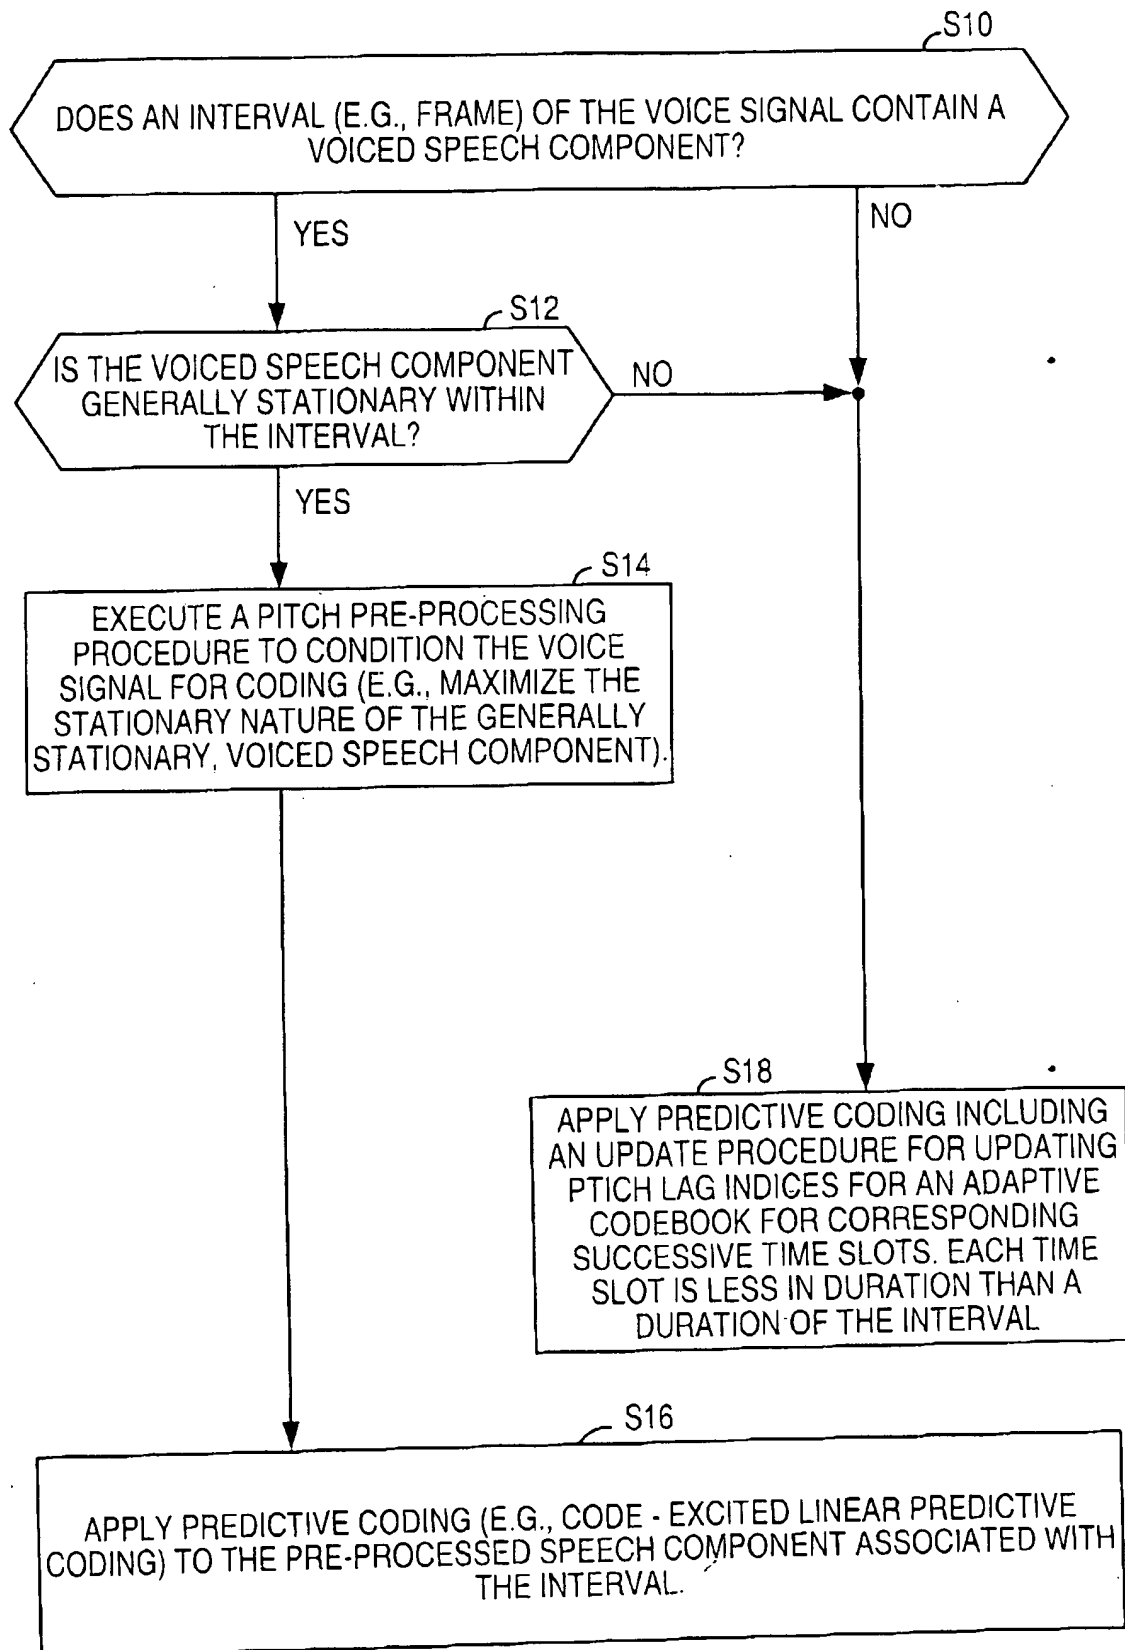 S10
DOES AN INTERVAL (E.G., FRAME) OF THE VOICE SIGNAL CONTAIN A
VOICED SPEECH COMPONENT?
YES
NO
S12
IS THE VOICED SPEECH COMPONENT
GENERALLY STATIONARY WITHIN
THE INTERVAL?
NO
YES
S14
EXECUTE A PITCH PRE-PROCESSING
PROCEDURE TO CONDITION THE VOICE
SIGNAL FOR CODING (E.G., MAXIMIZE THE
STATIONARY NATURE OF THE GENERALLY
STATIONARY, VOICED SPEECH COMPONENT).
S18
APPLY PREDICTIVE CODING INCLUDING
AN UPDATE PROCEDURE FOR UPDATING
PTICH LAG INDICES FOR AN ADAPTIVE
CODEBOOK FOR CORRESPONDING
SUCCESSIVE TIME SLOTS. EACH TIME
SLOT IS LESS IN DURATION THAN A
DURATION OF THE INTERVAL
S16
APPLY PREDICTIVE CODING (E.G., CODE - EXCITED LINEAR PREDICTIVE
CODING) TO THE PRE-PROCESSED SPEECH COMPONENT ASSOCIATED WITH
THE INTERVAL.